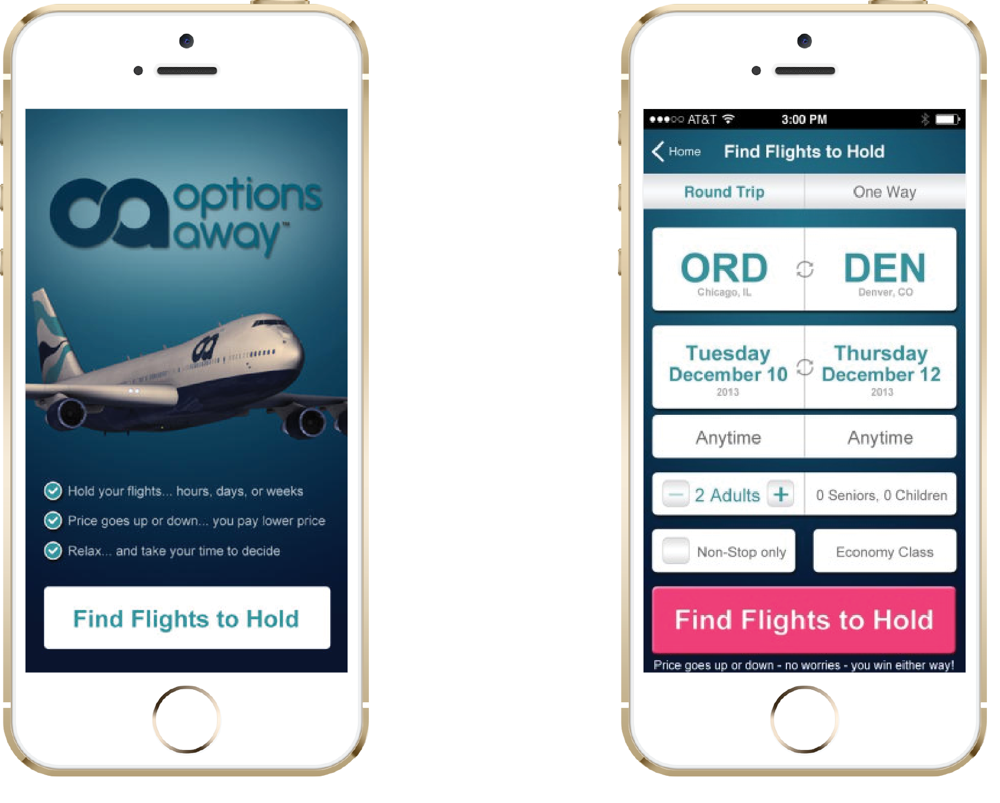 options
away™
Hold your flights... hours, days, or weeks
Price goes up or down... you pay lower price
Relax... and take your time to decide
Find Flights to Hold
AT&T 3:00 PM
Home Find Flights to Hold
Round Trip One Way
ORD DEN
Chicago, IL Denver, CO
Tuesday Thursday
December 10 December 12
2013 2013
Anytime Anytime
− 2 Adults + 0 Seniors, 0 Children
Non-Stop only Economy Class
Find Flights to Hold
Price goes up or down - no worries - you win either way!